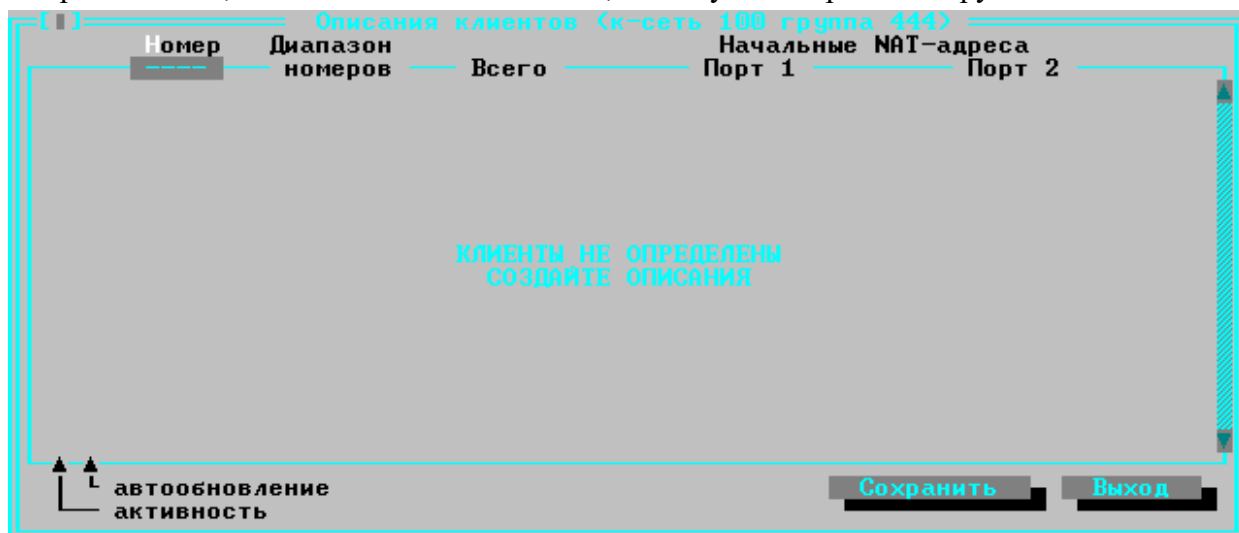 Описания клиентов (к-сеть 100 группа 444)
Номер Диапазон Начальные NAT-адреса
---- номеров Всего Порт 1 Порт 2
КЛИЕНТЫ НЕ ОПРЕДЕЛЕНЫ
СОЗДАЙТЕ ОПИСАНИЯ
автообновление
активность
Сохранить Выход